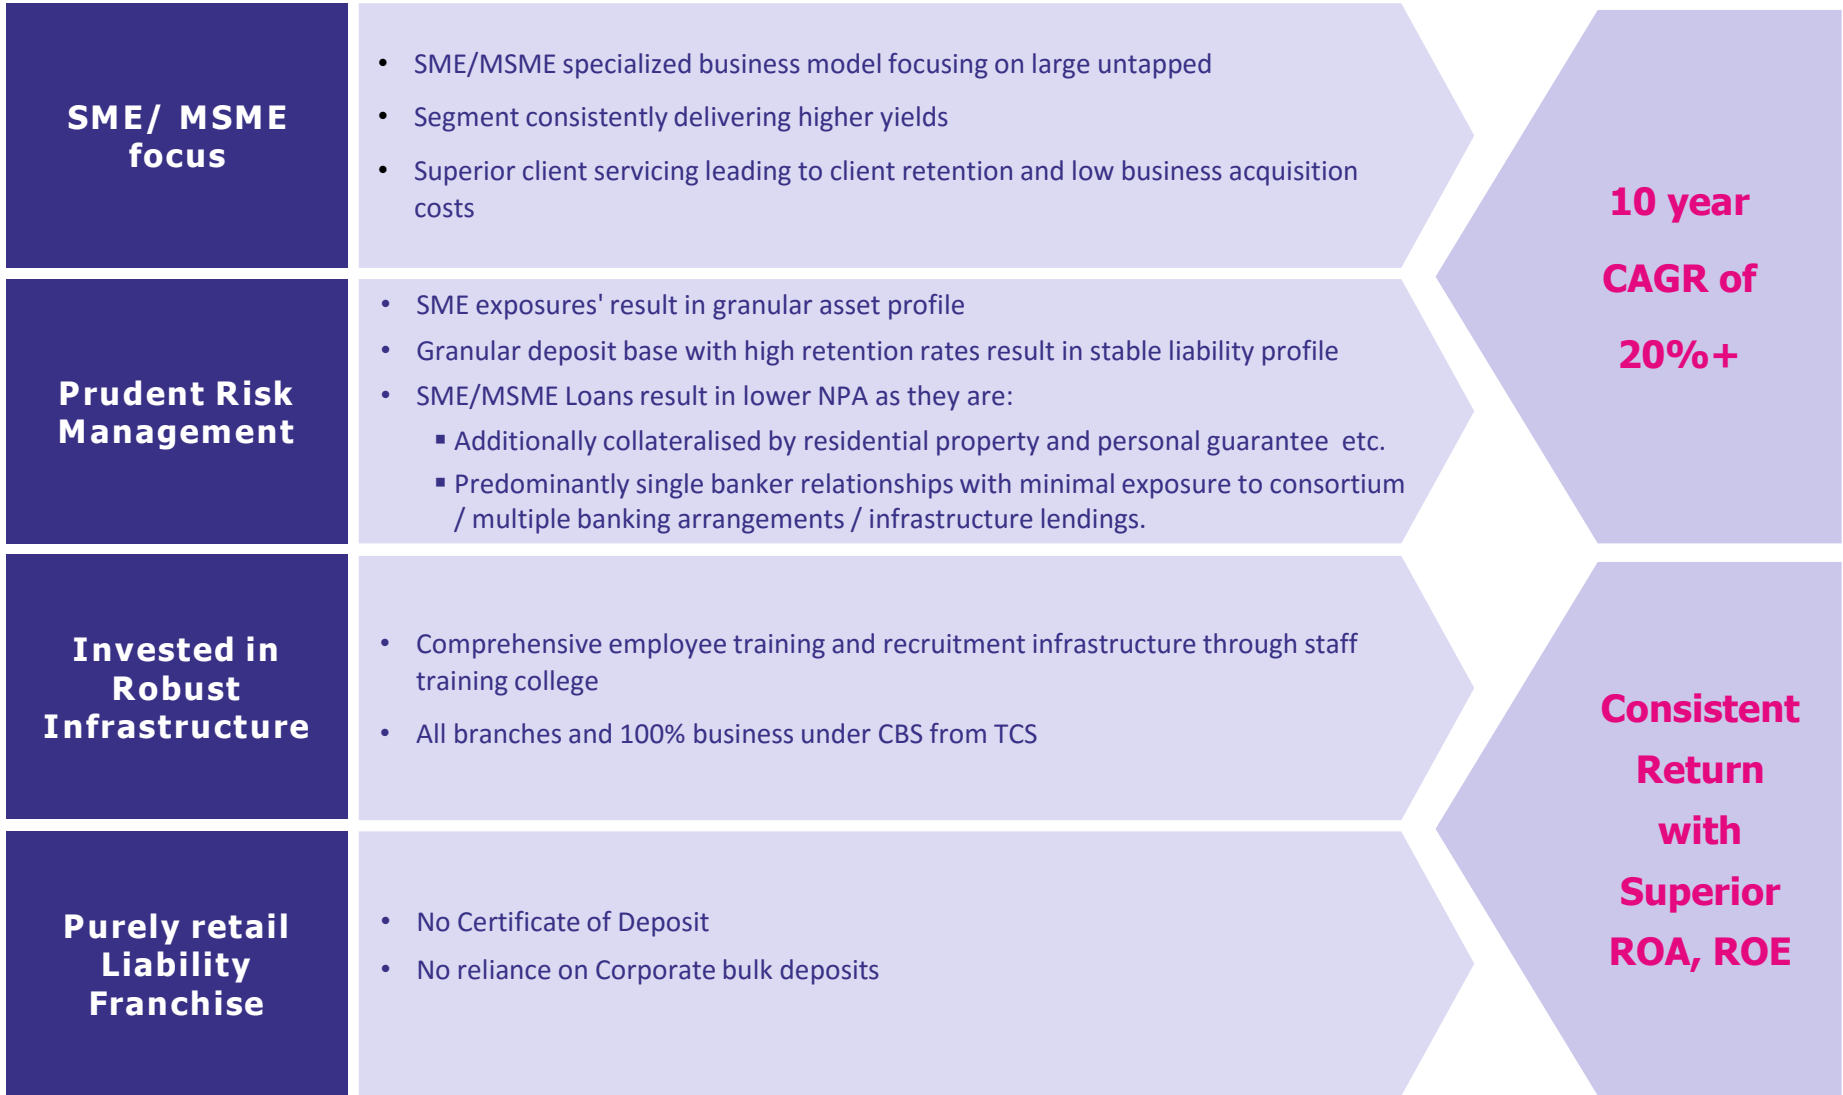 SME/ MSME
focus
• SME/MSME specialized business model focusing on large untapped
• Segment consistently delivering higher yields
• Superior client servicing leading to client retention and low business acquisition
costs
Prudent Risk
Management
• SME exposures' result in granular asset profile
• Granular deposit base with high retention rates result in stable liability profile
• SME/MSME Loans result in lower NPA as they are:
▪ Additionally collateralised by residential property and personal guarantee etc.
▪ Predominantly single banker relationships with minimal exposure to consortium
/ multiple banking arrangements / infrastructure lendings.
10 year
CAGR of
20%+
Invested in
Robust
Infrastructure
• Comprehensive employee training and recruitment infrastructure through staff
training college
• All branches and 100% business under CBS from TCS
Purely retail
Liability
Franchise
• No Certificate of Deposit
• No reliance on Corporate bulk deposits
Consistent
Return
with
Superior
ROA, ROE